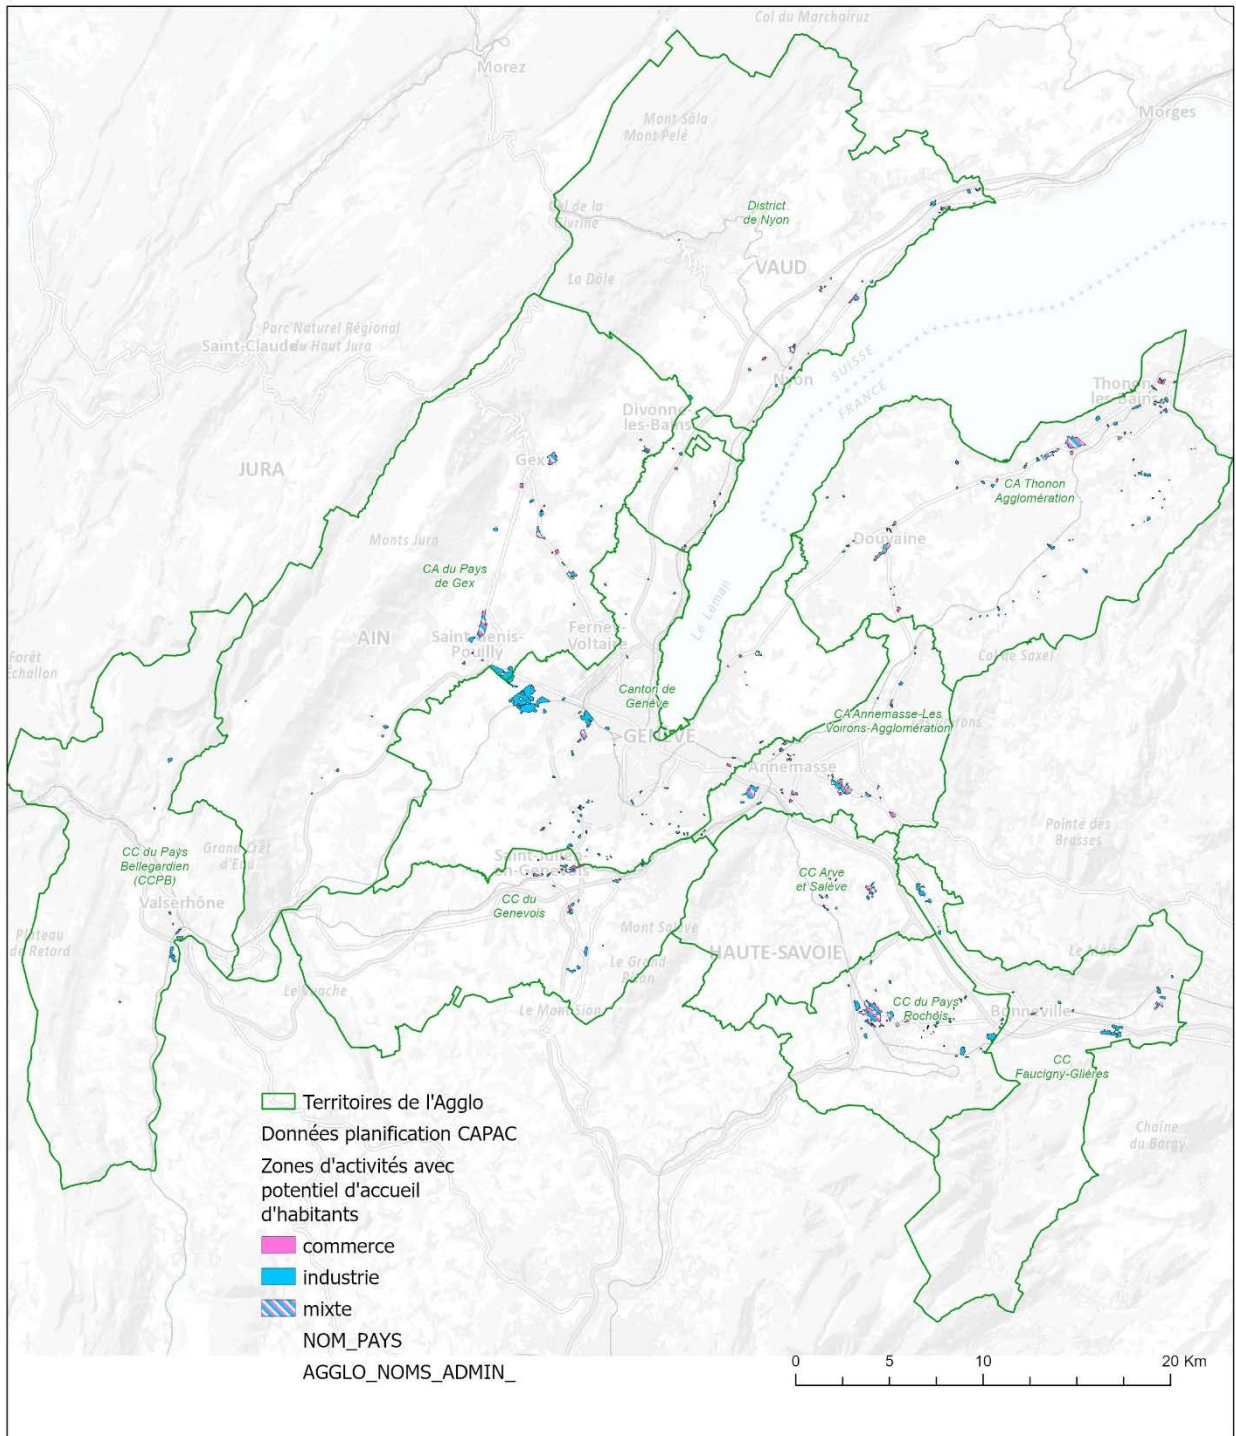 Col du Marchairuz
Morez
Morges
Mont Sâla
Mont Pelé
District
de Nyon
VAUD
La Dôle
Parc Naturel Régional
du Haut Jura
Saint-Claude
SUISSE
FRANCE
Nyon
Thonon
les-Bains
Divonne-
les-Bains
Gex
JURA
CA Thonon
Agglomération
Douvaine
Monts Jura
CA du Pays
de Gex
Le Léman
AIN
Saint-Genis-
Pouilly
Ferney-
Voltaire
Forêt
Col de Saxel
Canton de
Genève
GENÈVE
CA Annemasse-Les
Voirons-Agglomération
Annemasse
Pointe des
Brasses
CC du Pays
Bellegardien
(CCPB)
Grand Crêt
d'Eau
Saint-Julien-
en-Genevois
CC du
Genevois
CC Arve
et Salève
Valserhône
Plateau
de Retord
Mont Salève
HAUTE-SAVOIE
Le Môle
Le Vuache
Le Grand
Piton
Le Mont Sion
CC du Pays
Rochois
Bonneville
CC
Faucigny-Glières
Chaîne
du Bargy
Territoires de l'Agglo
Données planification CAPAC
Zones d'activités avec
potentiel d'accueil
d'habitants
commerce
industrie
mixte
NOM_PAYS
AGGLO_NOMS_ADMIN_
0 5 10 20 Km